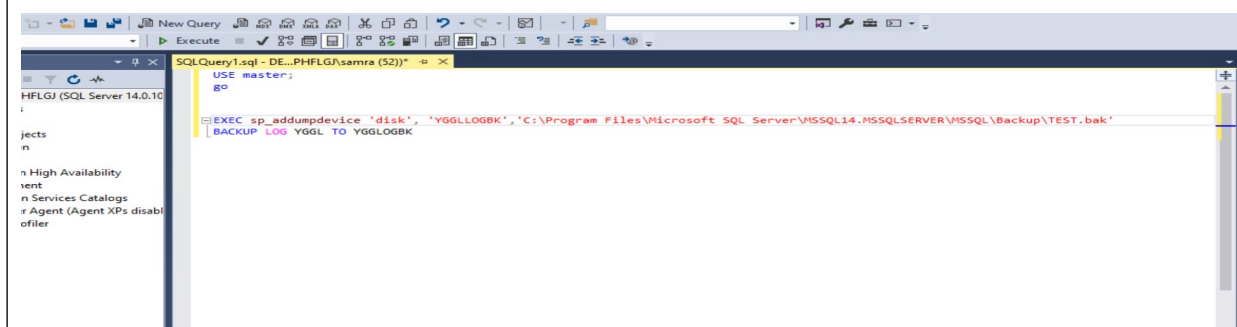 New Query
Execute
SQLQuery1.sql - DE...PHFLGJ\samra (52))*
USE master;
go
HFLGJ (SQL Server 14.0.10
EXEC sp_addumpdevice 'disk', 'YGGLLOGBK','C:\Program Files\Microsoft SQL Server\MSSQL14.MSSQLSERVER\MSSQL\Backup\TEST.bak'
BACKUP LOG YGGL TO YGGLOGBK
jects
n High Availability
n Services Catalogs
r Agent (Agent XPs disabl
ofiler